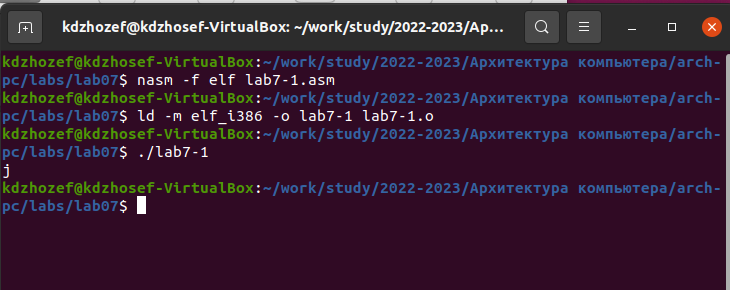 kdzhozef@kdzhosef-VirtualBox: ~/work/study/2022-2023/Ар...
kdzhozef@kdzhosef-VirtualBox:~/work/study/2022-2023/Архитектура компьютера/arch-
pc/labs/lab07$ nasm -f elf lab7-1.asm
kdzhozef@kdzhosef-VirtualBox:~/work/study/2022-2023/Архитектура компьютера/arch-
pc/labs/lab07$ ld -m elf_i386 -o lab7-1 lab7-1.o
kdzhozef@kdzhosef-VirtualBox:~/work/study/2022-2023/Архитектура компьютера/arch-
pc/labs/lab07$ ./lab7-1
j
kdzhozef@kdzhosef-VirtualBox:~/work/study/2022-2023/Архитектура компьютера/arch-
pc/labs/lab07$